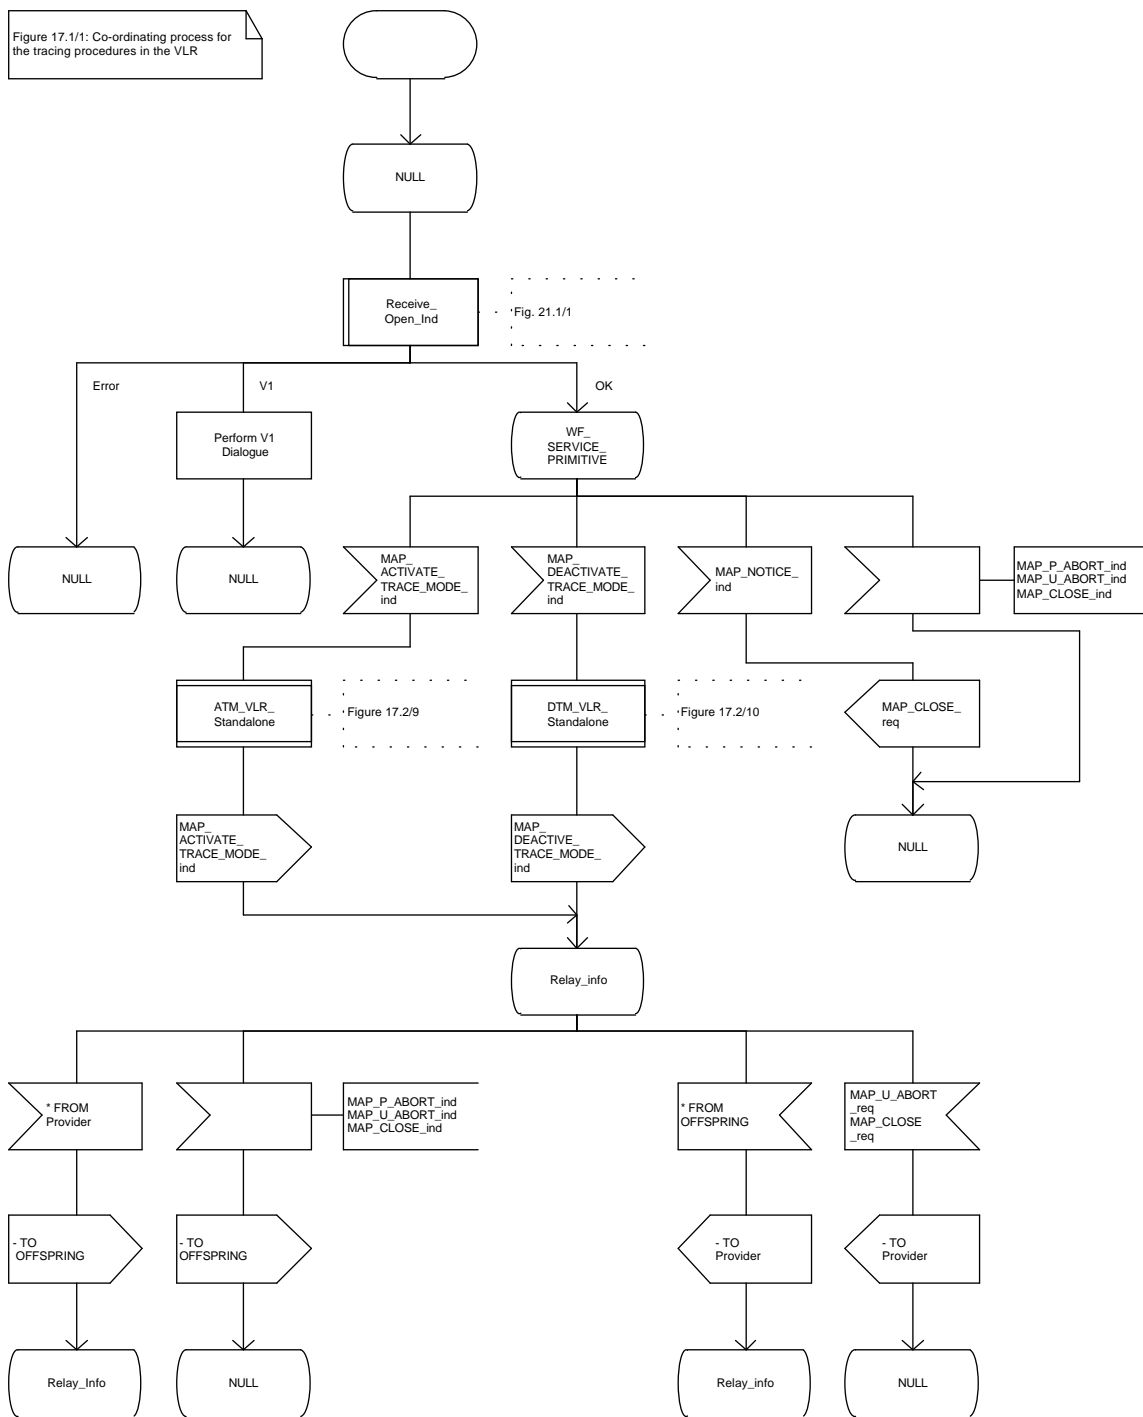 Figure 17.1/1: Co-ordinating process for
the tracing procedures in the VLR
NULL
Receive_
Open_Ind
Fig. 21.1/1
Error
V1
OK
Perform V1
Dialogue
WF_
SERVICE_
PRIMITIVE
NULL
NULL
MAP_
ACTIVATE_
TRACE_MODE_
ind
MAP_
DEACTIVATE_
TRACE_MODE_
ind
MAP_NOTICE_
ind
MAP_P_ABORT_ind
MAP_U_ABORT_ind
MAP_CLOSE_ind
ATM_VLR_
Standalone
Figure 17.2/9
DTM_VLR_
Standalone
Figure 17.2/10
MAP_CLOSE_
req
MAP_
ACTIVATE_
TRACE_MODE_
ind
MAP_
DEACTIVE_
TRACE_MODE_
ind
NULL
Relay_info
* FROM
Provider
MAP_P_ABORT_ind
MAP_U_ABORT_ind
MAP_CLOSE_ind
* FROM
OFFSPRING
MAP_U_ABORT
_req
MAP_CLOSE
_req
- TO
OFFSPRING
- TO
OFFSPRING
- TO
Provider
- TO
Provider
Relay_Info
NULL
Relay_info
NULL